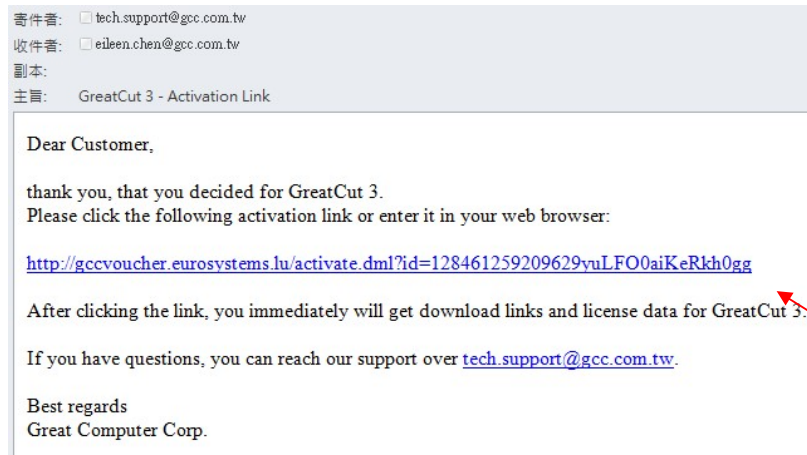 寄件者: tech.support@gcc.com.tw
收件者: eileen.chen@gcc.com.tw
副本:
主旨: GreatCut 3 - Activation Link
Dear Customer,
thank you, that you decided for GreatCut 3.
Please click the following activation link or enter it in your web browser:
http://gccvoucher.eurosystems.lu/activate.dml?id=128461259209629yuLFO0aiKeRkh0gg
After clicking the link, you immediately will get download links and license data for GreatCut 3.
If you have questions, you can reach our support over tech.support@gcc.com.tw.
Best regards
Great Computer Corp.